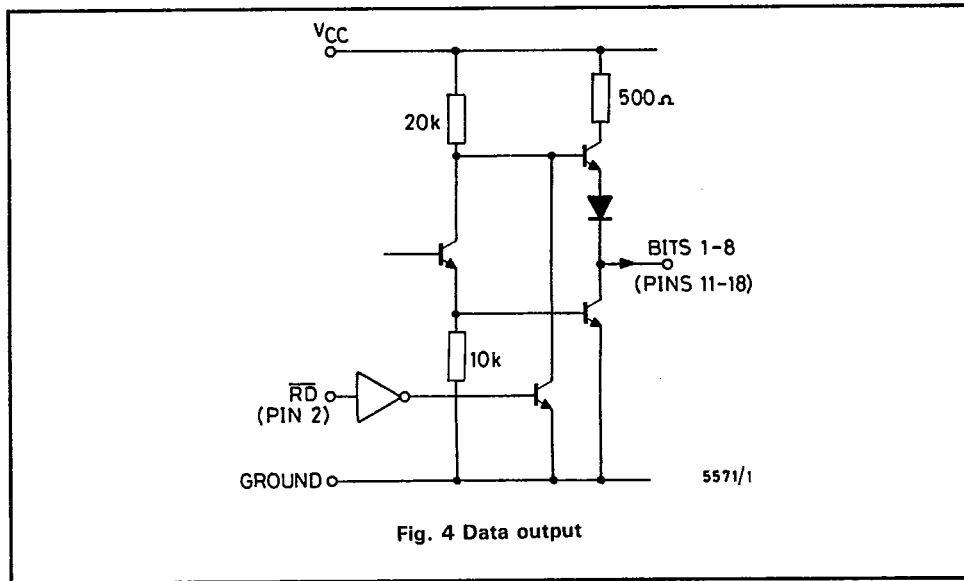 VCC
20k
500Ω
BITS 1-8
(PINS 11-18)
10k
RD
(PIN 2)
GROUND
5571/1
Fig. 4 Data output